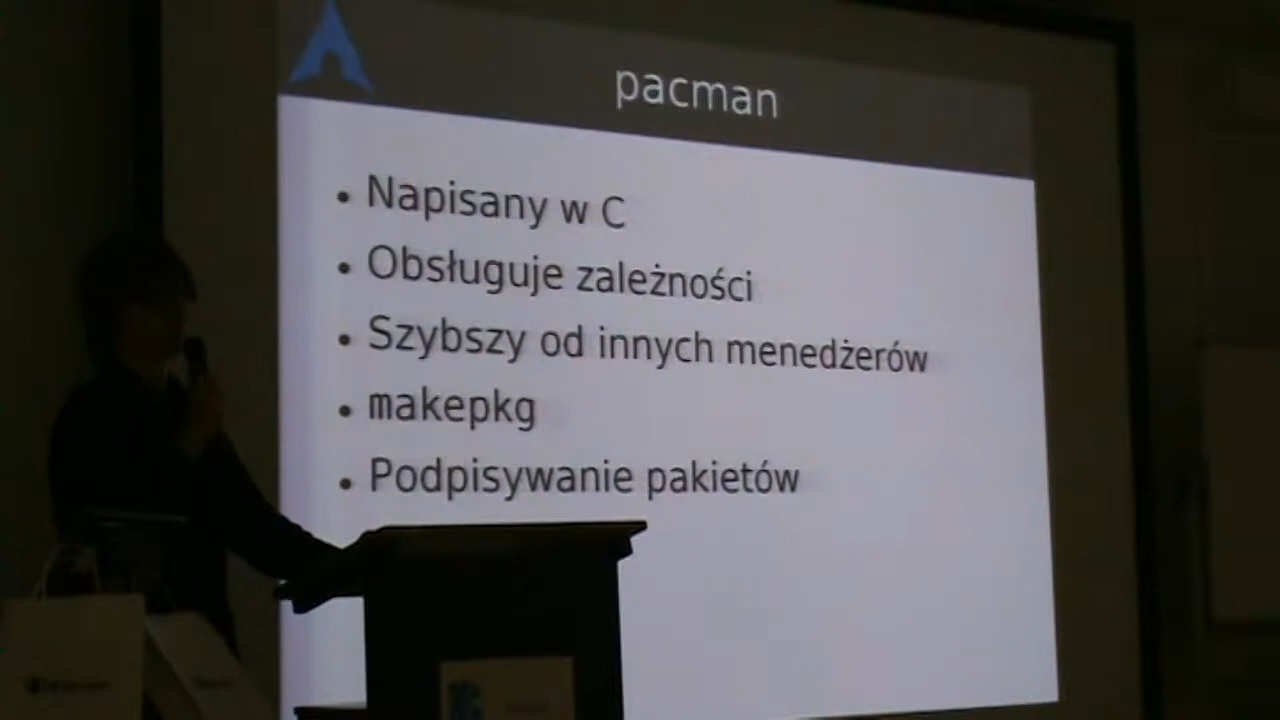 pacman
• Napisany w C
• Obsługuje zależności
• Szybszy od innych menedżerów
• makepkg
• Podpisywanie pakietów